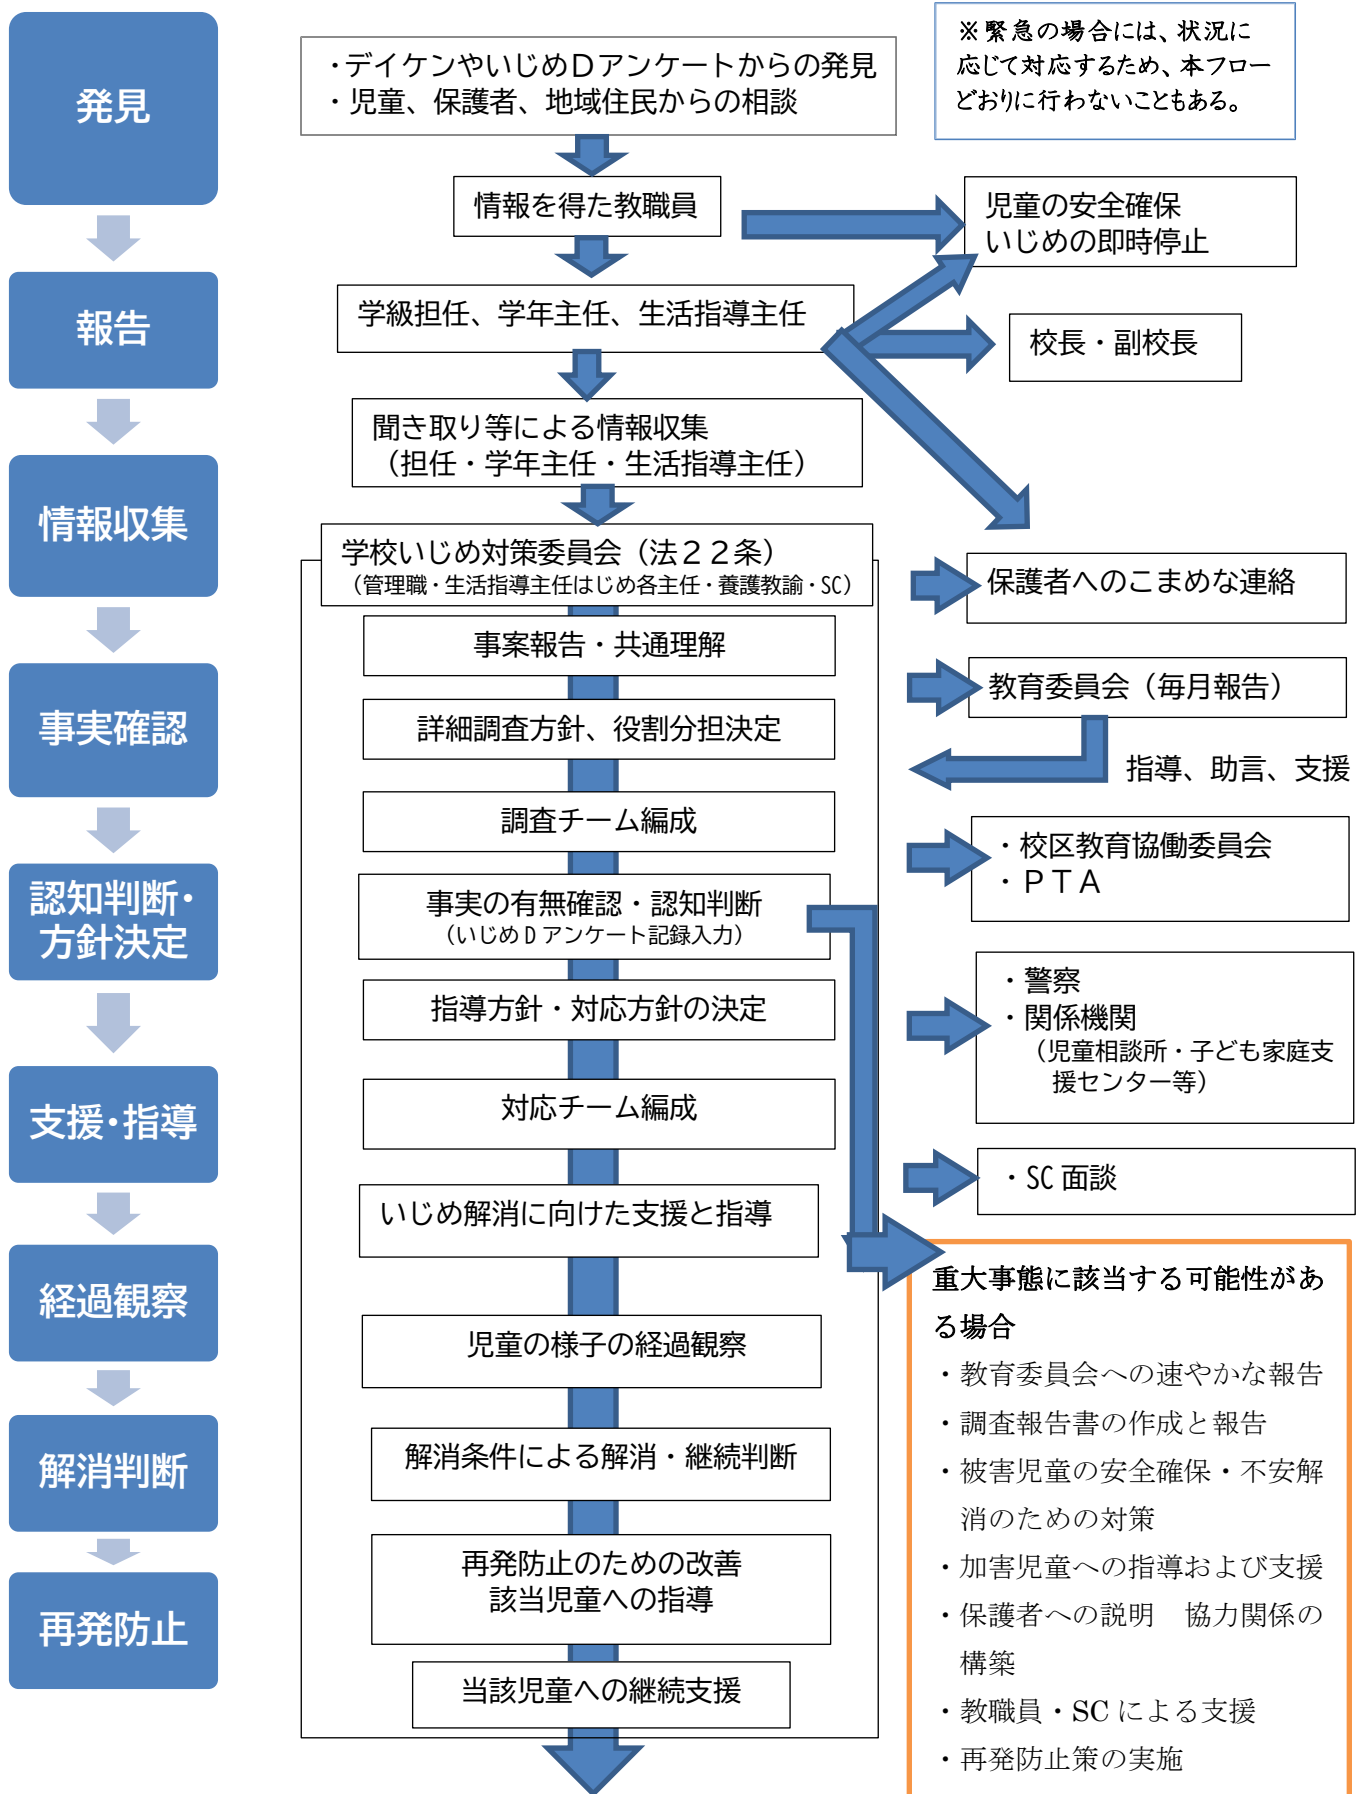 発見
報告
情報収集
事実確認
認知判断・
方針決定
支援・指導
経過観察
解消判断
再発防止
・デイケンやいじめＤアンケートからの発見
・児童、保護者、地域住民からの相談
※緊急の場合には、状況に
応じて対応するため、本フロー
どおりに行わないこともある。
情報を得た教職員
児童の安全確保
いじめの即時停止
学級担任、学年主任、生活指導主任
校長・副校長
聞き取り等による情報収集
（担任・学年主任・生活指導主任）
学校いじめ対策委員会（法２２条）
（管理職・生活指導主任はじめ各主任・養護教諭・SC）
事案報告・共通理解
詳細調査方針、役割分担決定
調査チーム編成
事実の有無確認・認知判断
（いじめ D アンケート記録入力）
指導方針・対応方針の決定
対応チーム編成
いじめ解消に向けた支援と指導
児童の様子の経過観察
解消条件による解消・継続判断
再発防止のための改善
該当児童への指導
当該児童への継続支援
保護者へのこまめな連絡
教育委員会（毎月報告）
指導、助言、支援
・校区教育協働委員会
・ＰＴＡ
・警察
・関係機関
（児童相談所・子ども家庭支
援センター等）
・SC 面談
重大事態に該当する可能性があ
る場合
・教育委員会への速やかな報告
・調査報告書の作成と報告
・被害児童の安全確保・不安解
消のための対策
・加害児童への指導および支援
・保護者への説明　協力関係の
構築
・教職員・SC による支援
・再発防止策の実施